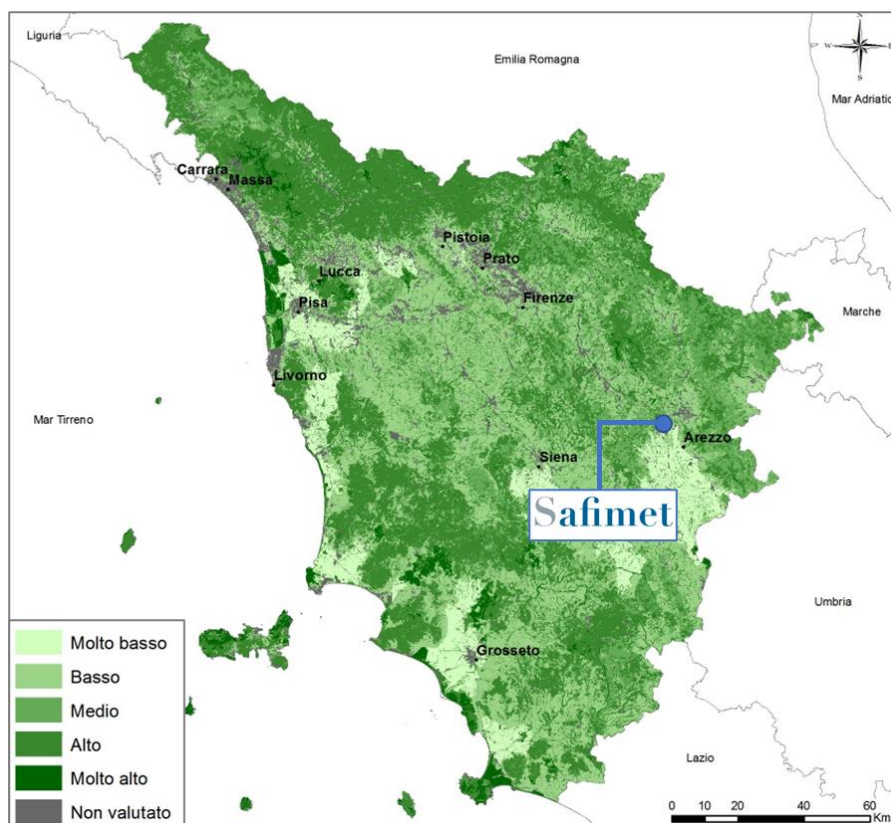 Liguria
Emilia Romagna
N
W
E
S
Mar Adriatic
Carrara
Massa
Pistoia
Prato
Lucca
Firenze
Pisa
Marche
Livorno
Mar Tirreno
Arezzo
Siena
Safimet
Umbria
Grosseto
Molto basso
Basso
Medio
Alto
Molto alto
Non valutato
Lazio
0 10 20 40 60
Km